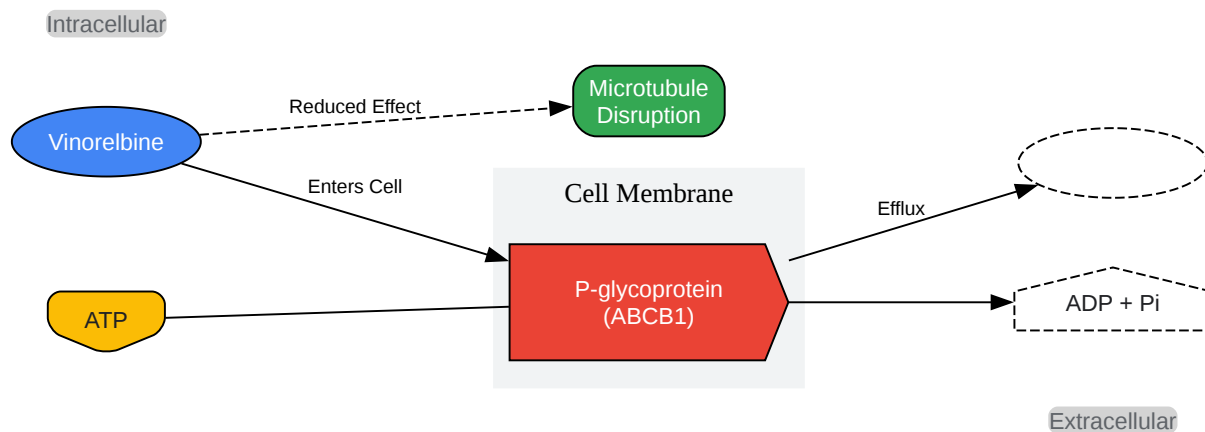 Intracellular
Vinorelbine
Reduced Effect
Microtubule
Disruption
Enters Cell
Cell Membrane
Efflux
ATP
P-glycoprotein
(ABCB1)
ADP + Pi
Extracellular